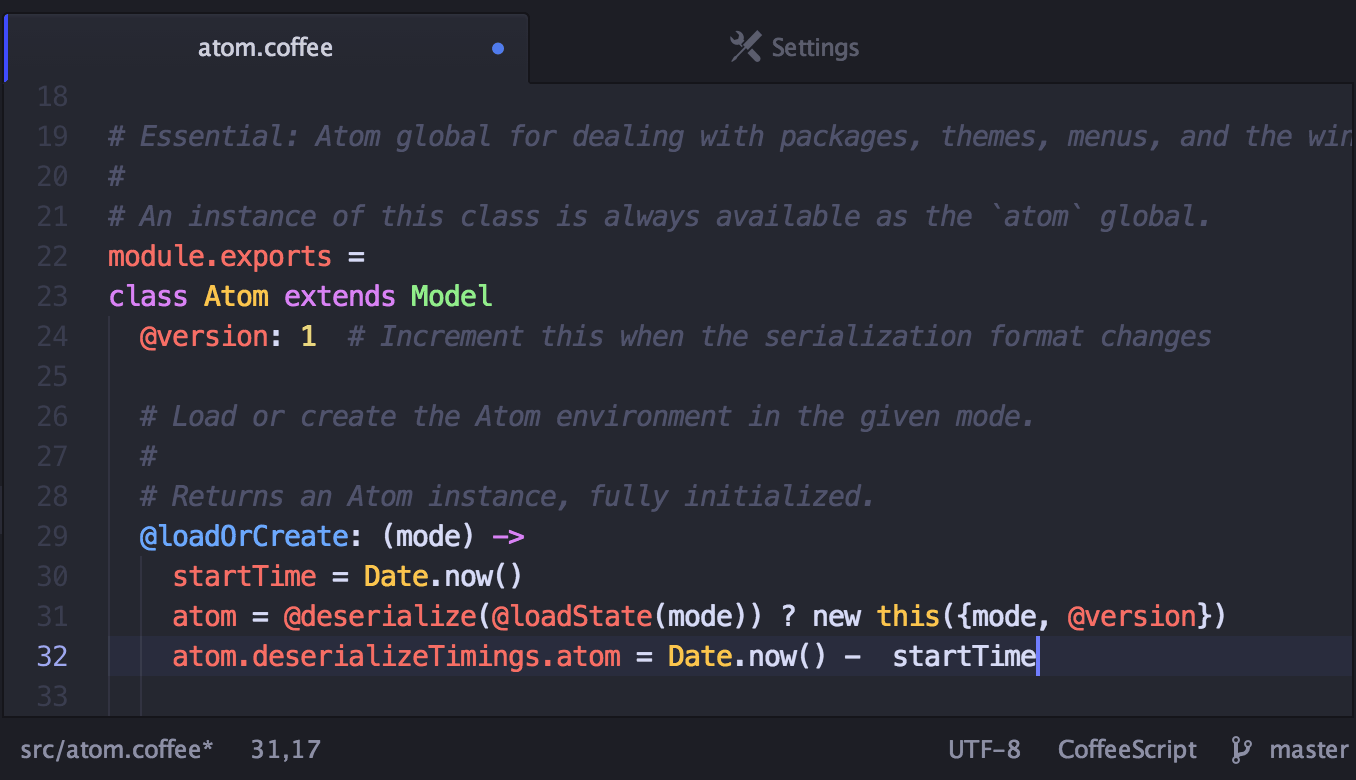 atom.coffee
Settings
18
19 # Essential: Atom global for dealing with packages, themes, menus, and the
20 #
21 # An instance of this class is always available as the `atom` global.
22 module.exports =
23 class Atom extends Model
24   @version: 1  # Increment this when the serialization format changes
25
26   # Load or create the Atom environment in the given mode.
27   #
28   # Returns an Atom instance, fully initialized.
29   @loadOrCreate: (mode) ->
30     startTime = Date.now()
31     atom = @deserialize(@loadState(mode)) ? new this({mode, @version})
32     atom.deserializeTimings.atom = Date.now() -  startTime
33
src/atom.coffee* 31,17 UTF-8 CoffeeScript master